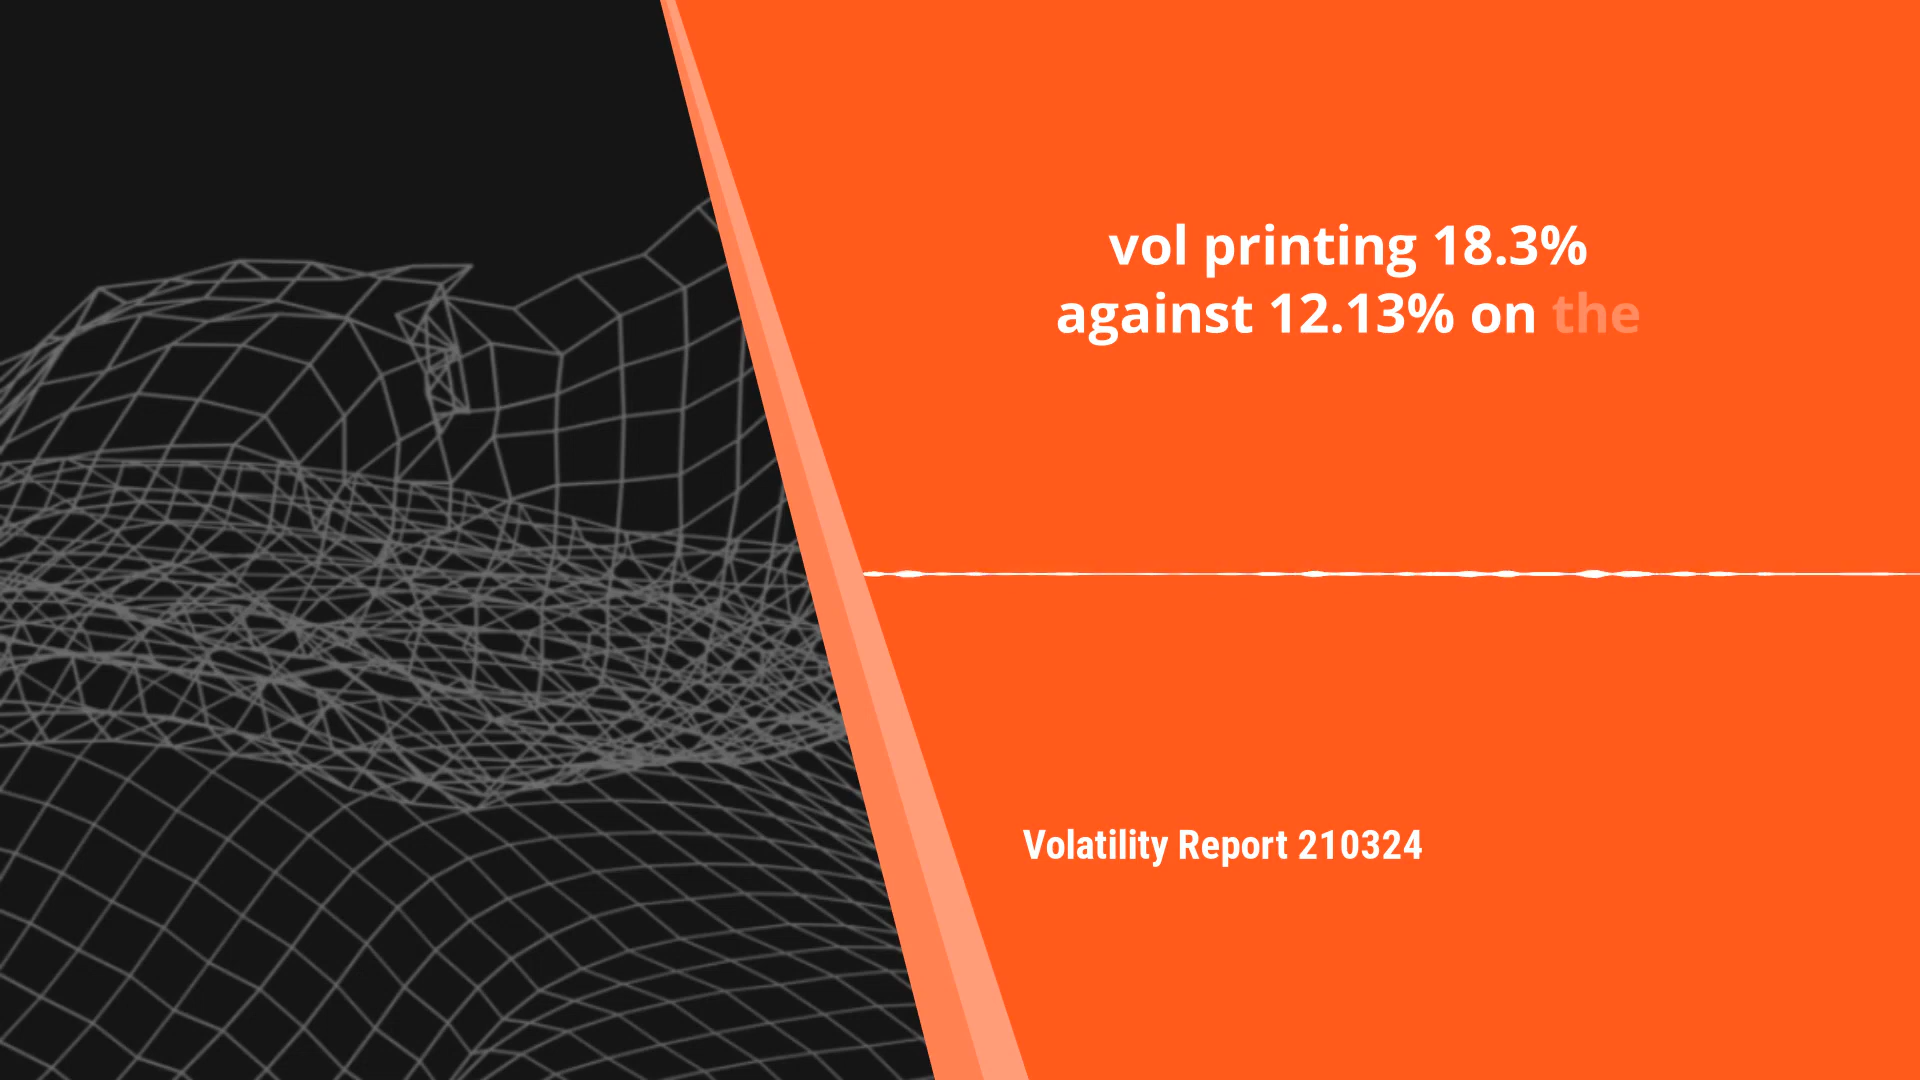 vol printing 18.3%
against 12.13% on the
Volatility Report 210324